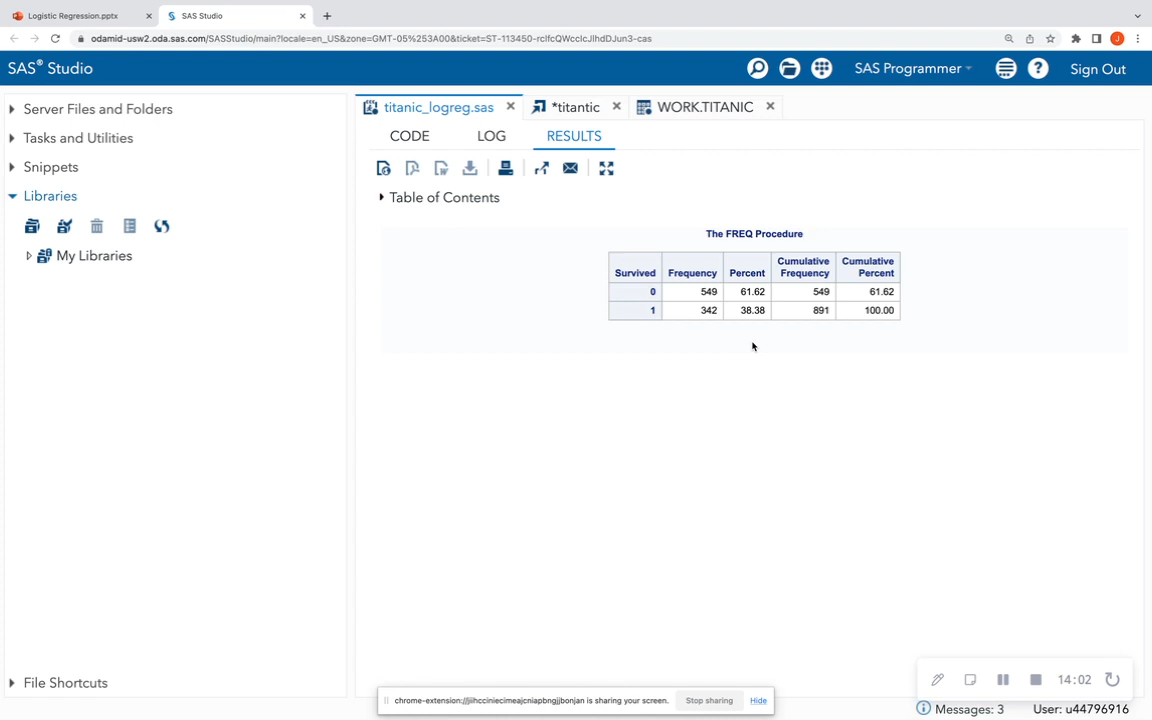 Logistic Regression.pptx
SAS Studio
odamid-usw2.oda.sas.com/SASStudio/main?locale=en_US&zone=GMT-05%253A00&ticket=ST-113450-rclfcQWcclcJlhdDJun3-cas
SAS® Studio
SAS Programmer
Sign Out
Server Files and Folders
Tasks and Utilities
Snippets
Libraries
My Libraries
File Shortcuts
titanic_logreg.sas
*titantic
WORK.TITANIC
CODE LOG RESULTS
Table of Contents
The FREQ Procedure
Survived Frequency Percent Cumulative Frequency Cumulative Percent
0 549 61.62 549 61.62
1 342 38.38 891 100.00
14:02
chrome-extension://jiihcciniecimeajcniapbngjjbonjan is sharing your screen.
Stop sharing
Hide
Messages: 3
User: u44796916